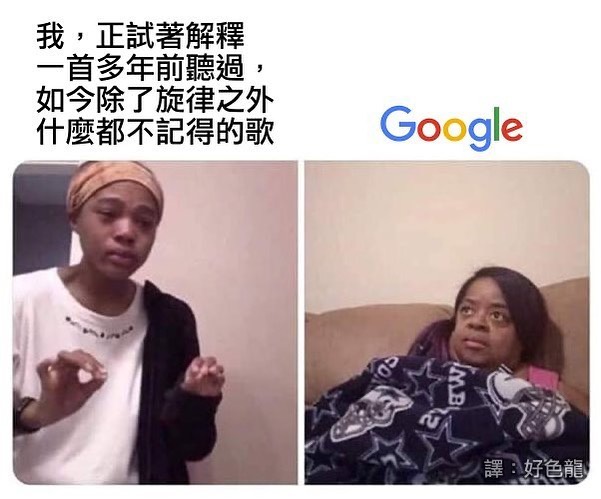 我，正試著解釋
一首多年前聽過，
如今除了旋律之外
什麼都不記得的歌
Google
譯：好色龍